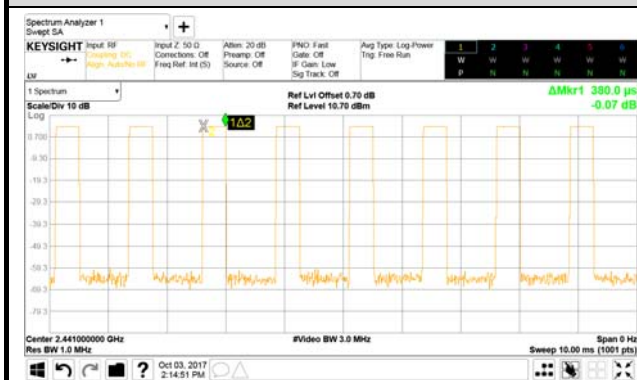 Spectrum Analyzer 1
Swept SA
+
KEYSIGHT Input: RF
Coupling: DC
Align: Auto/No RF
LXI
Input Z: 50 Ω
Corrections: Off
Freq Ref: Int (S)
Atten: 20 dB
Preamp: Off
Source: Off
PNO: Fast
Gate: Off
IF Gain: Low
Sig Track: Off
Avg Type: Log-Power
Trig: Free Run
1 2 3 4 5 6
W W W W W W
P N N N N N
1 Spectrum
Scale/Div 10 dB
Log
Ref Lvl Offset 0.70 dB
Ref Level 10.70 dBm
ΔMkr1 380.0 µs
-0.07 dB
X2
1Δ2
0.700
-9.30
-19.3
-29.3
-39.3
-49.3
-59.3
-69.3
-79.3
Center 2.441000000 GHz
Res BW 1.0 MHz
#Video BW 3.0 MHz
Span 0 Hz
Sweep 10.00 ms (1001 pts)
?
Oct 03, 2017
2:14:51 PM